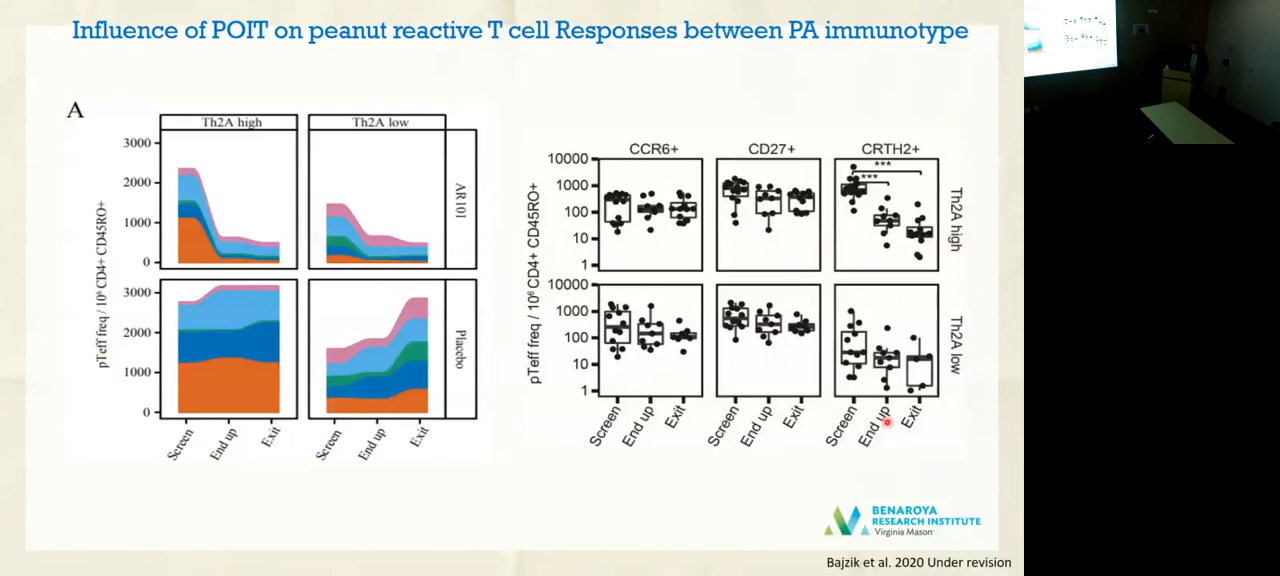 Influence of POIT on peanut reactive T cell Responses between PA immunotype
A
Th2A high
Th2A low
3000
2000
1000
0
AR101
3000
2000
1000
0
Placebo
pTeff freq / 10⁶ CD4+ CD45RO+
Screen
End up
Exit
Screen
End up
Exit
CCR6+
CD27+
CRTH2+
10000
1000
100
10
1
***
***
Th2A high
10000
1000
100
10
1
Th2A low
pTeff freq / 10⁶ CD4+ CD45RO+
Screen
End up
Exit
Screen
End up
Exit
Screen
End up
Exit
BENAROYA
RESEARCH INSTITUTE
Virginia Mason
Bajzik et al. 2020 Under revision